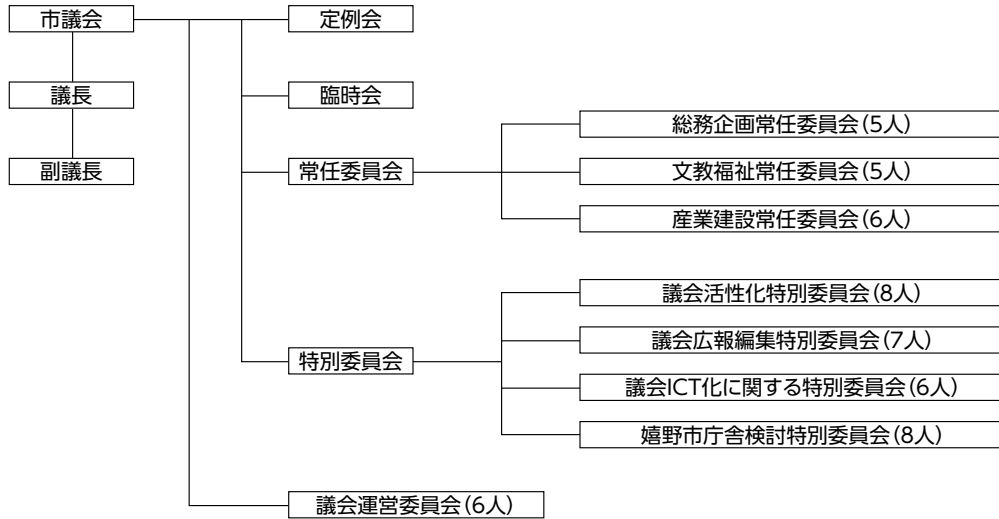 市議会
議長
副議長
定例会
臨時会
常任委員会
総務企画常任委員会(5人)
文教福祉常任委員会(5人)
産業建設常任委員会(6人)
特別委員会
議会活性化特別委員会(8人)
議会広報編集特別委員会(7人)
議会ICT化に関する特別委員会(6人)
嬉野市庁舎検討特別委員会(8人)
議会運営委員会(6人)